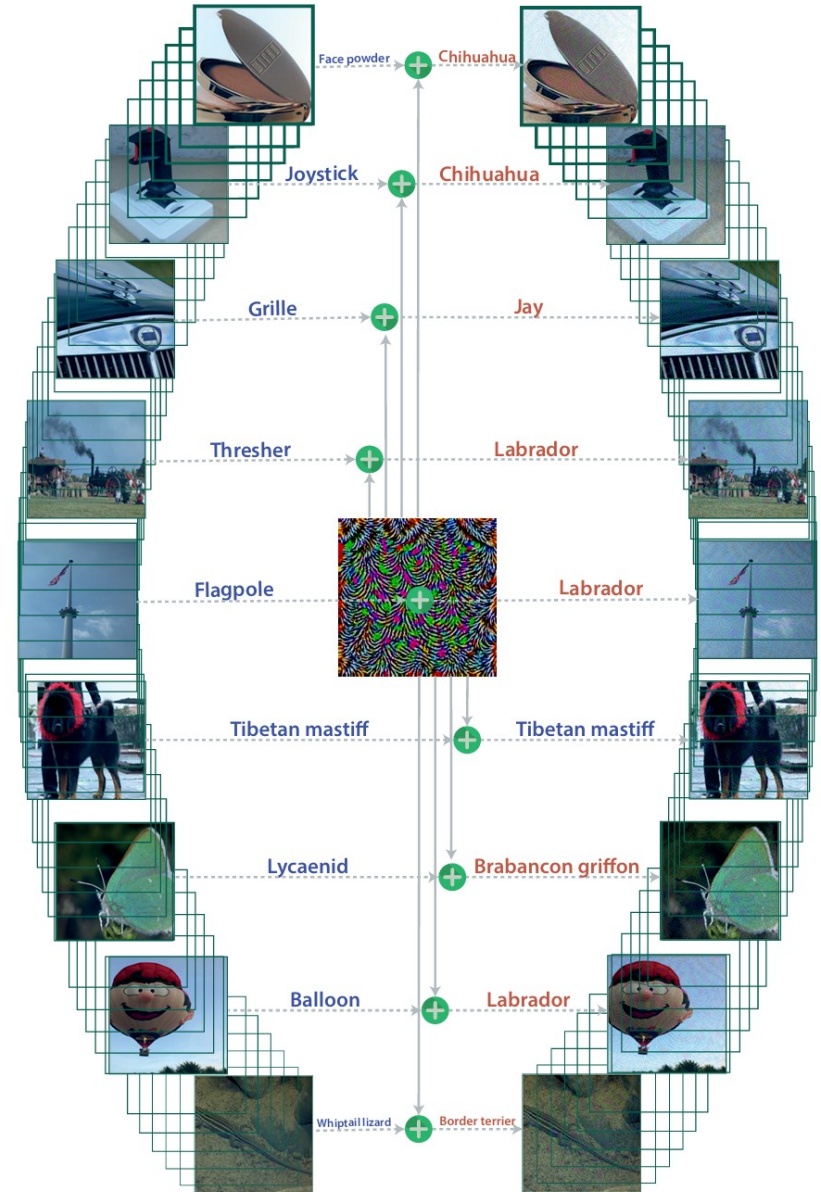 Face powder Chihuahua
Joystick Chihuahua
Grille Jay
Thresher Labrador
Flagpole Labrador
Tibetan mastiff Tibetan mastiff
Lycaenid Brabancon griffon
Balloon Labrador
Whiptail lizard Border terrier